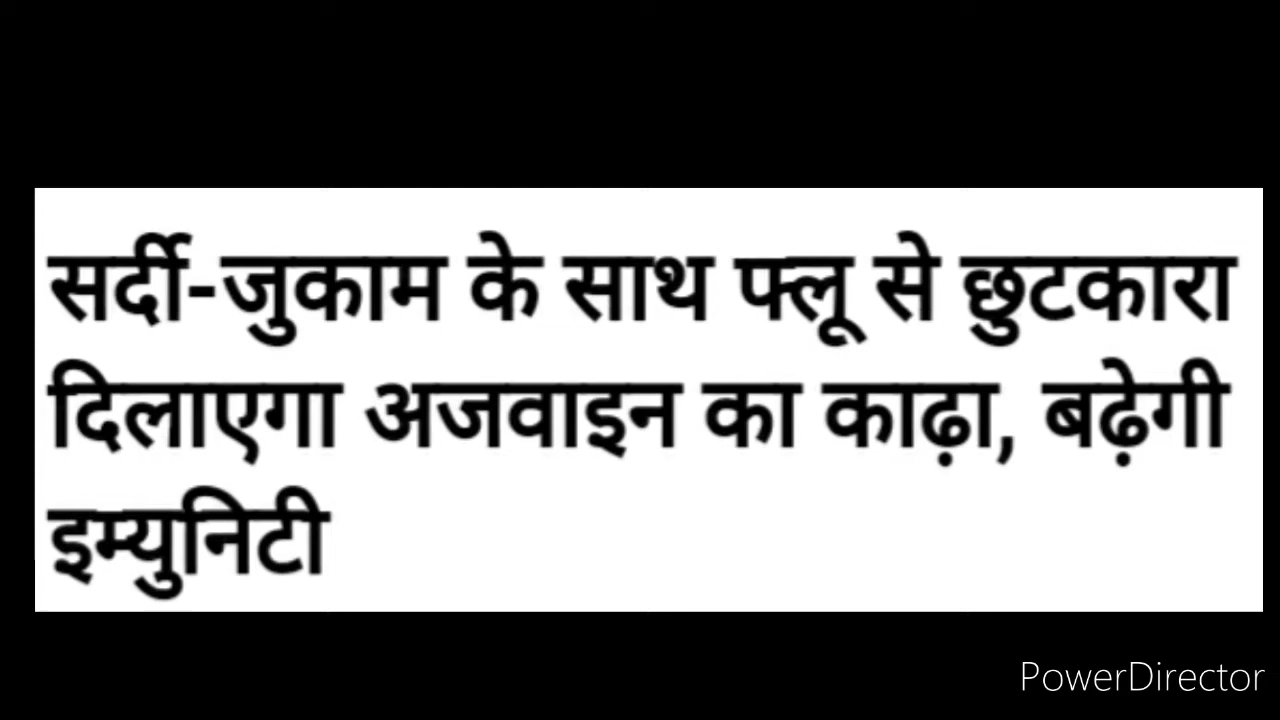 सर्दी-जुकाम के साथ फ्लू से छुटकारा
दिलाएगा अजवाइन का काढ़ा, बढ़ेगी
इम्युनिटी
PowerDirector